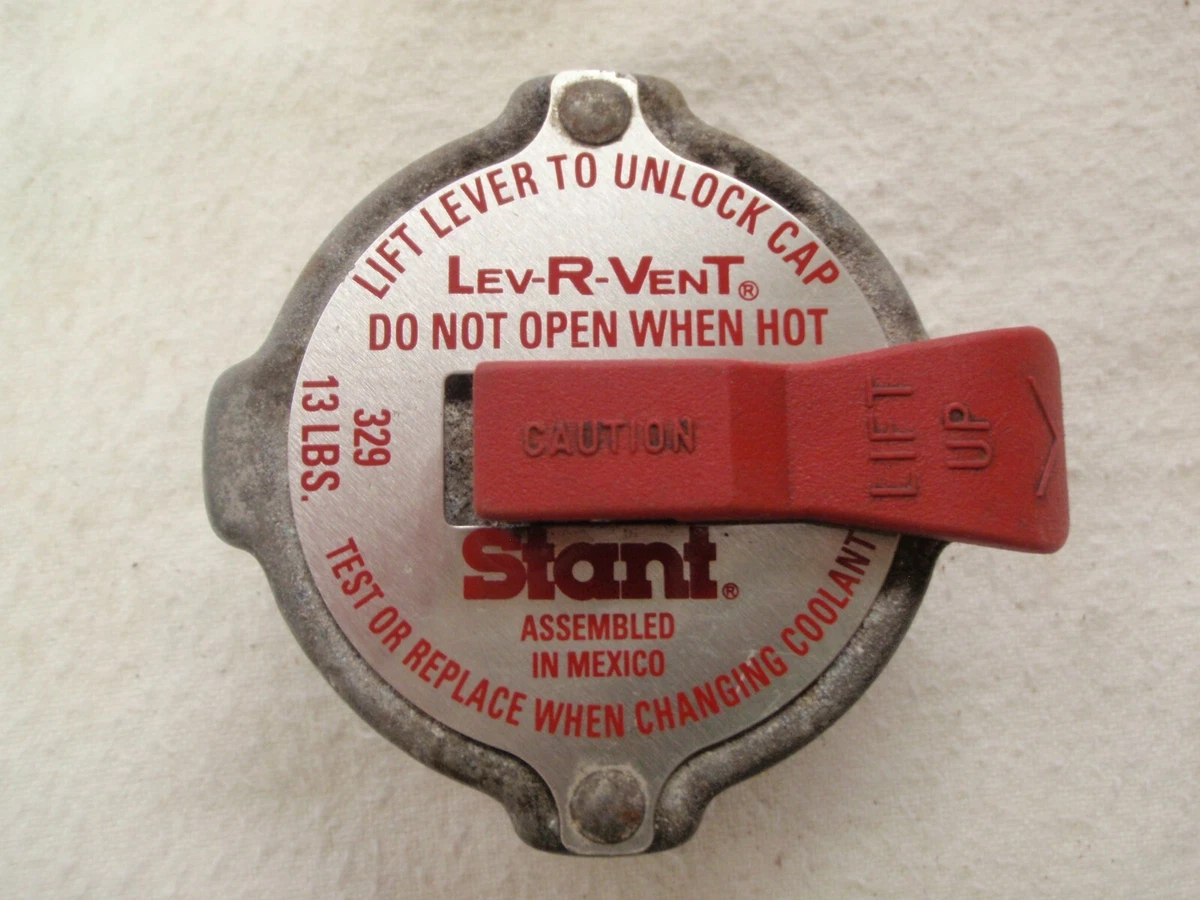 LIFT LEVER TO UNLOCK CAP
LEV-R-VENT®
DO NOT OPEN WHEN HOT
329
13 LBS.
CAUTION
LIFT
UP
Stant®
ASSEMBLED
IN MEXICO
TEST OR REPLACE WHEN CHANGING COOLANT